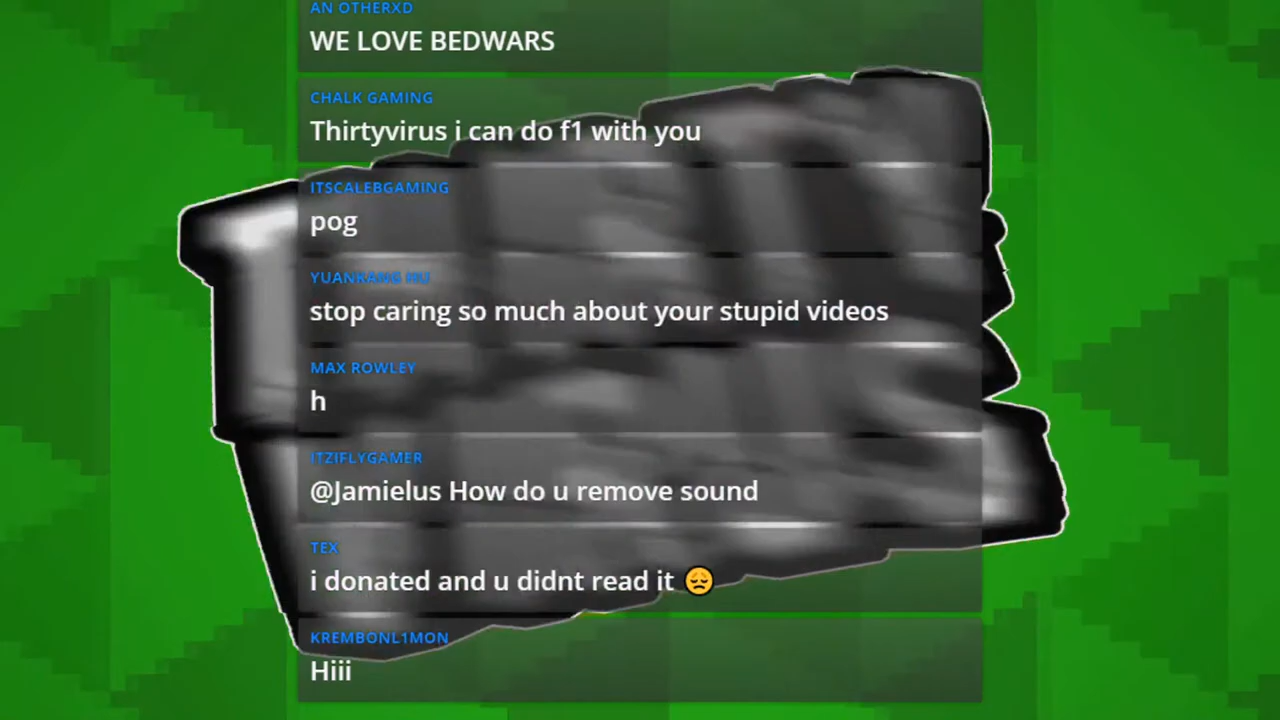 AN OTHERXD
WE LOVE BEDWARS
CHALK GAMING
Thirtyvirus i can do f1 with you
ITSCALEBGAMING
pog
YUANKANG HU
stop caring so much about your stupid videos
MAX ROWLEY
h
ITZIFLYGAMER
@Jamielus How do u remove sound
TEX
i donated and u didnt read it 😞
KREMBONL1MON
Hiii